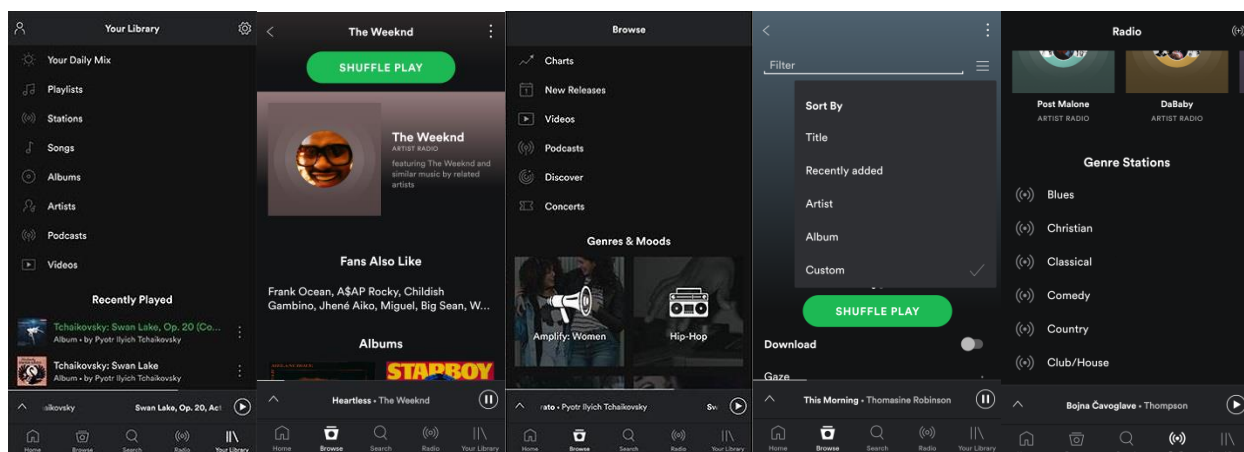 Your Library
Your Daily Mix
Playlists
Stations
Songs
Albums
Artists
Podcasts
Videos
Recently Played
Tchaikovsky: Swan Lake, Op. 20 (Co...
Album • by Pyotr Ilyich Tchaikovsky
Tchaikovsky: Swan Lake
Album • by Pyotr Ilyich Tchaikovsky
aikovsky Swan Lake, Op. 20, Act
Home Browse Search Radio Your Library
The Weeknd
SHUFFLE PLAY
The Weeknd
ARTIST RADIO
featuring The Weeknd and
similar music by related
artists
Fans Also Like
Frank Ocean, A$AP Rocky, Childish
Gambino, Jhené Aiko, Miguel, Big Sean, W...
Albums
STARBOY
Heartless • The Weeknd
Home Browse Search Radio Your Library
Browse
Charts
New Releases
Videos
Podcasts
Discover
Concerts
Genres & Moods
Amplify: Women
Hip-Hop
rato • Pyotr Ilyich Tchaikovsky Sw
Home Browse Search Radio Your Library
Filter
Sort By
Title
Recently added
Artist
Album
Custom
SHUFFLE PLAY
Download
Gaze
This Morning • Thomasine Robinson
Home Browse Search Radio Your Library
Radio
Post Malone
ARTIST RADIO
DaBaby
ARTIST RADIO
Genre Stations
Blues
Christian
Classical
Comedy
Country
Club/House
Bojna Čavoglave • Thompson